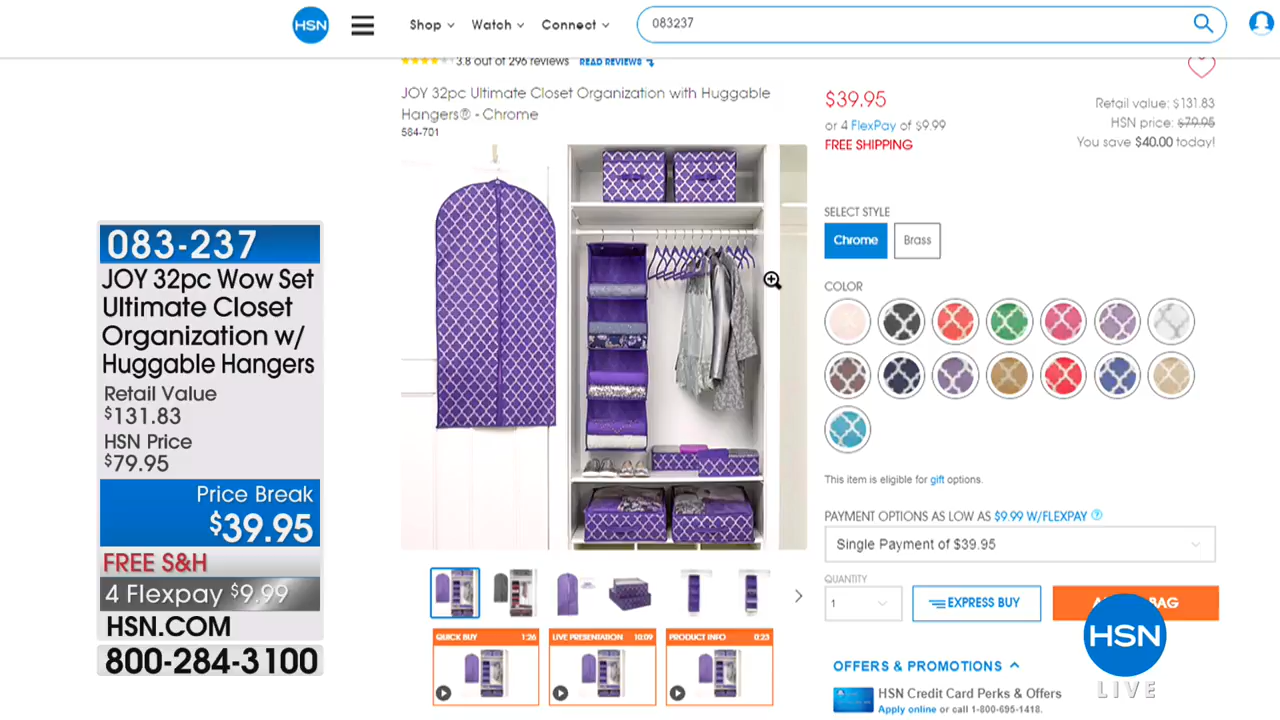 HSN
Shop
Watch
Connect
083237
3.8 out of 296 reviews
READ REVIEWS
JOY 32pc Ultimate Closet Organization with Huggable
Hangers® - Chrome
584-701
$39.95
or 4 FlexPay of $9.99
FREE SHIPPING
Retail value: $131.83
HSN price: $79.95
You save $40.00 today!
SELECT STYLE
Chrome
Brass
COLOR
This item is eligible for gift options.
PAYMENT OPTIONS AS LOW AS $9.99 W/FLEXPAY
Single Payment of $39.95
QUANTITY
1
EXPRESS BUY
BAG
OFFERS & PROMOTIONS
HSN Credit Card Perks & Offers
Apply online or call 1-800-695-1418.
QUICK BUY 1:26
LIVE PRESENTATION 10:09
PRODUCT INFO 0:23
083-237
JOY 32pc Wow Set
Ultimate Closet
Organization w/
Huggable Hangers
Retail Value
$131.83
HSN Price
$79.95
Price Break
$39.95
FREE S&H
4 Flexpay $9.99
HSN.COM
800-284-3100
HSN
LIVE